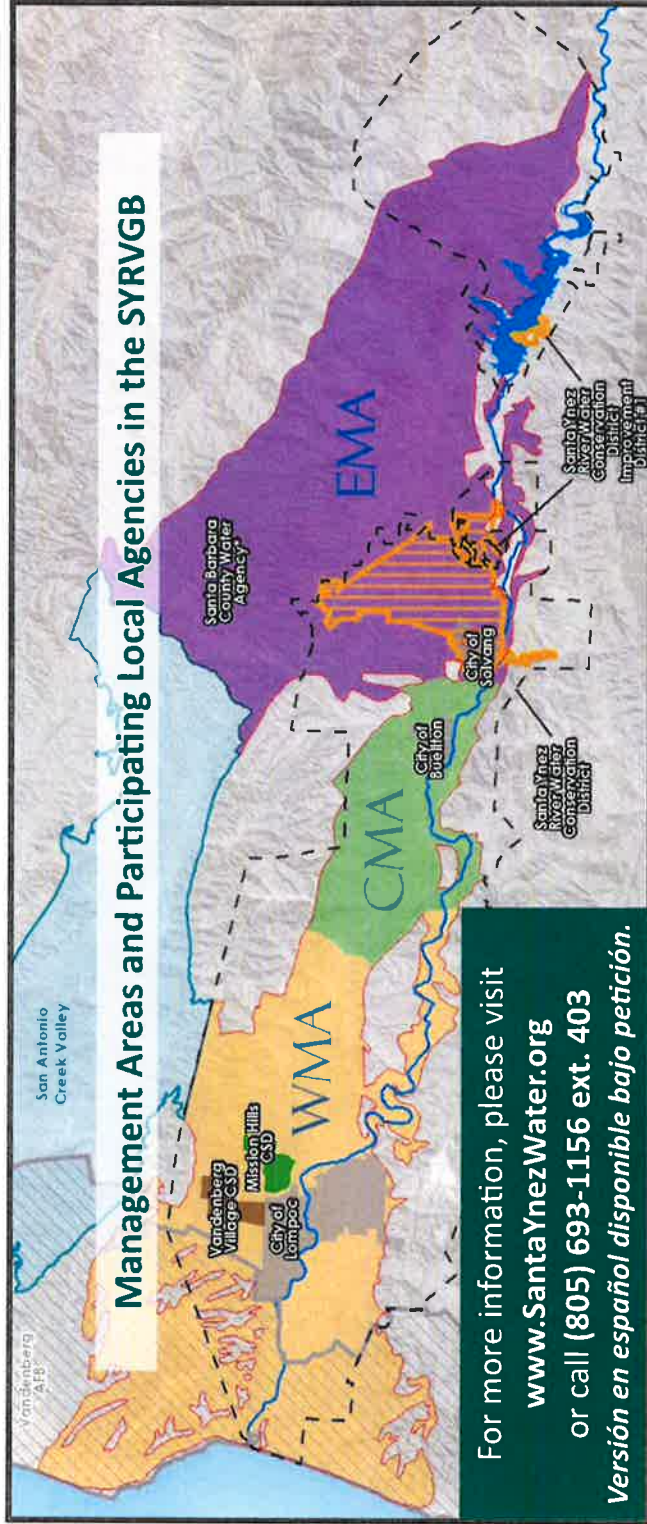 Management Areas and Participating Local Agencies in the SYRVGB
San Antonio
Creek Valley
Vandenberg
AFB
Santa Barbara
County Water
Agency*
EMA
CMA
WMA
Vandenberg
Village CSD
Mission Hills
CSD
City of
Lompoc
City of
Buellton
City of
Solvang
Santa Ynez
River Water
Conservation
District
Santa Ynez
River Water
Conservation
District
Improvement
District #1
For more information, please visit
www.SantaYnezWater.org
or call (805) 693-1156 ext. 403
Versión en español disponible bajo petición.